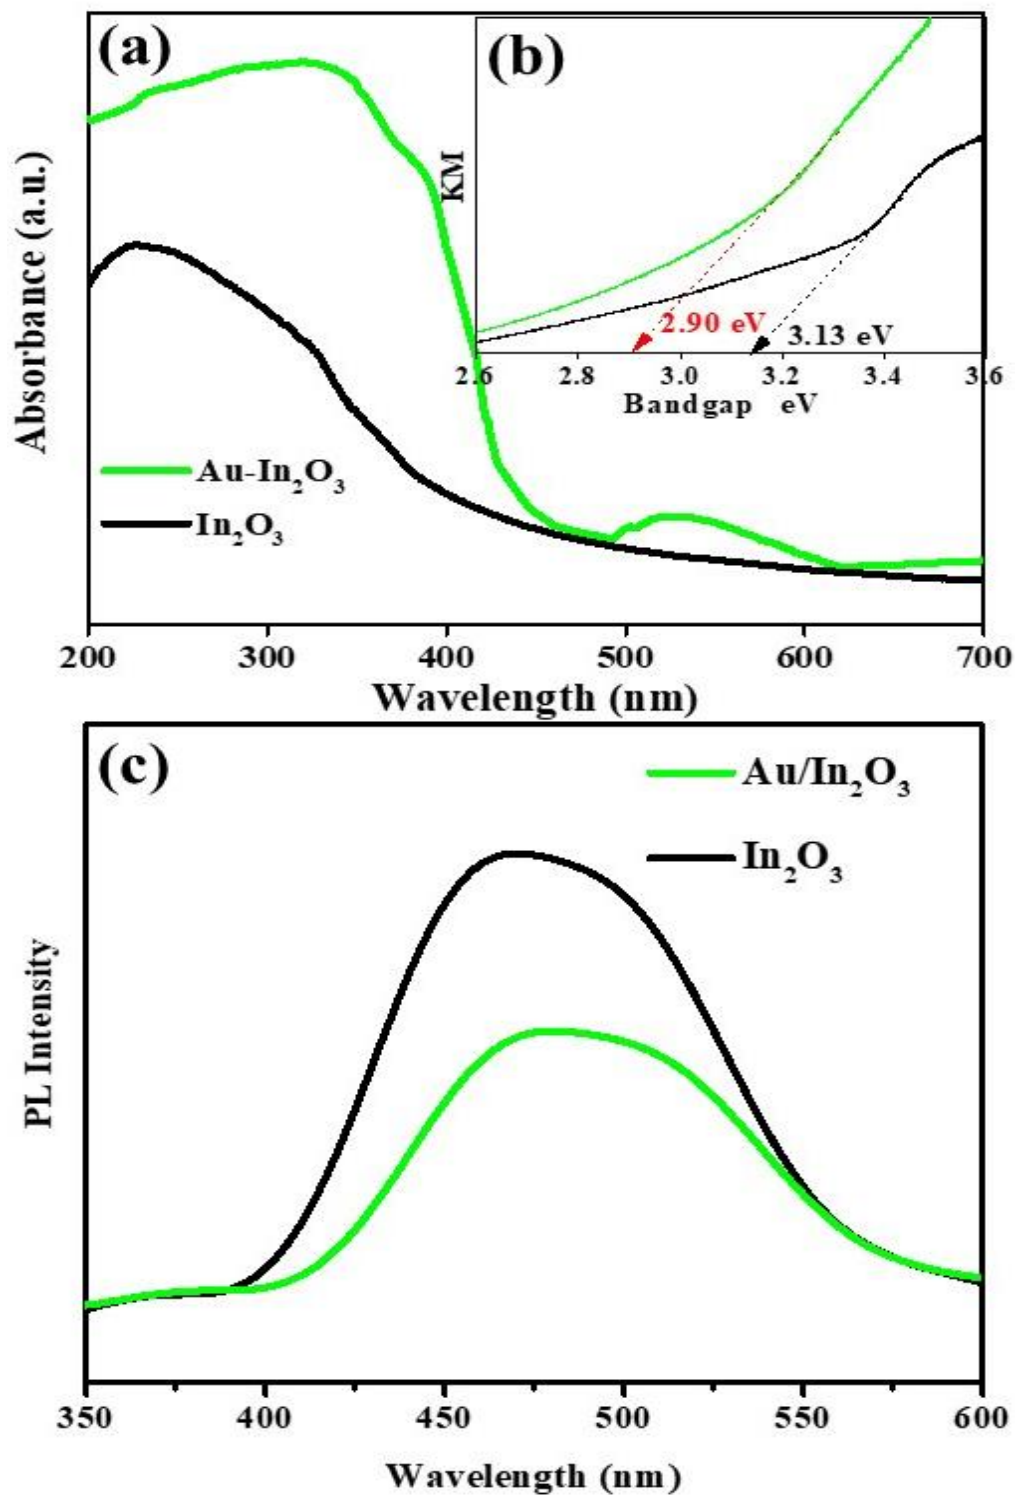 (a)
(b)
Absorbance (a.u.)
KM
2.90 eV
3.13 eV
2.6 2.8 3.0 3.2 3.4 3.6
Bandgap eV
Au-In₂O₃
In₂O₃
200 300 400 500 600 700
Wavelength (nm)
(c)
Au/In₂O₃
In₂O₃
PL Intensity
350 400 450 500 550 600
Wavelength (nm)